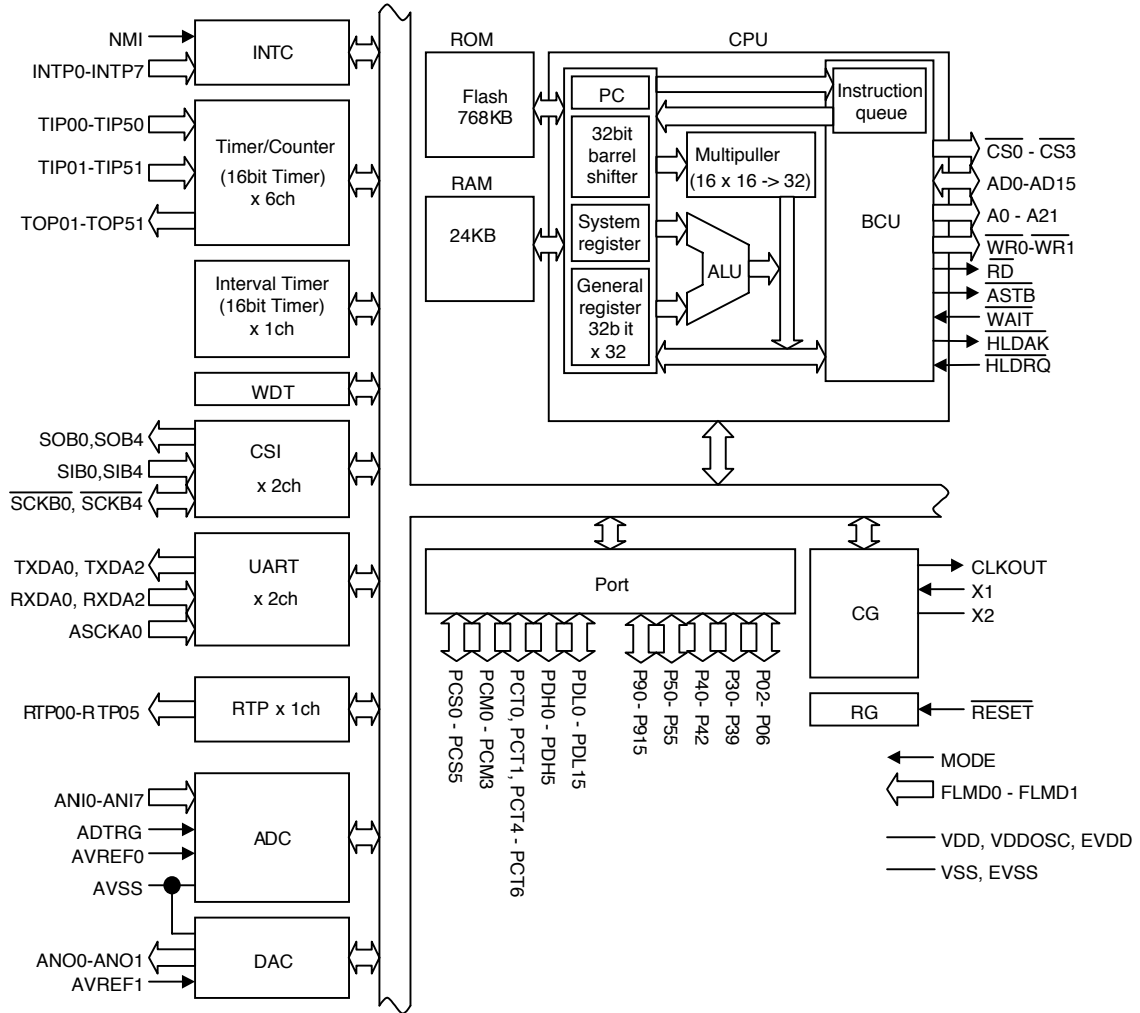 NMI
INTP0-INTP7
INTC
TIP00-TIP50
TIP01-TIP51
TOP01-TOP51
Timer/Counter
(16bit Timer)
x 6ch
Interval Timer
(16bit Timer)
x 1ch
WDT
SOB0,SOB4
SIB0,SIB4
SCKB0, SCKB4
CSI
x 2ch
TXDA0, TXDA2
RXDA0, RXDA2
ASCKA0
UART
x 2ch
RTP00-RTP05
RTP x 1ch
ANI0-ANI7
ADTRG
AVREF0
AVSS
ADC
ANO0-ANO1
AVREF1
DAC
ROM
Flash
768KB
RAM
24KB
CPU
PC
32bit
barrel
shifter
System
register
General
register
32b it
x 32
Multipuller
(16 x 16 -> 32)
ALU
Instruction
queue
BCU
CS0 - CS3
AD0-AD15
A0 - A21
WR0-WR1
RD
ASTB
WAIT
HLDAK
HLDRQ
Port
PCS0 - PCS5
PCM0 - PCM3
PCT0, PCT1, PCT4 - PCT6
PDH0 - PDH5
PDL0 - PDL15
P90- P915
P50- P55
P40- P42
P30- P39
P02- P06
CG
CLKOUT
X1
X2
RG
RESET
MODE
FLMD0 - FLMD1
VDD, VDDOSC, EVDD
VSS, EVSS